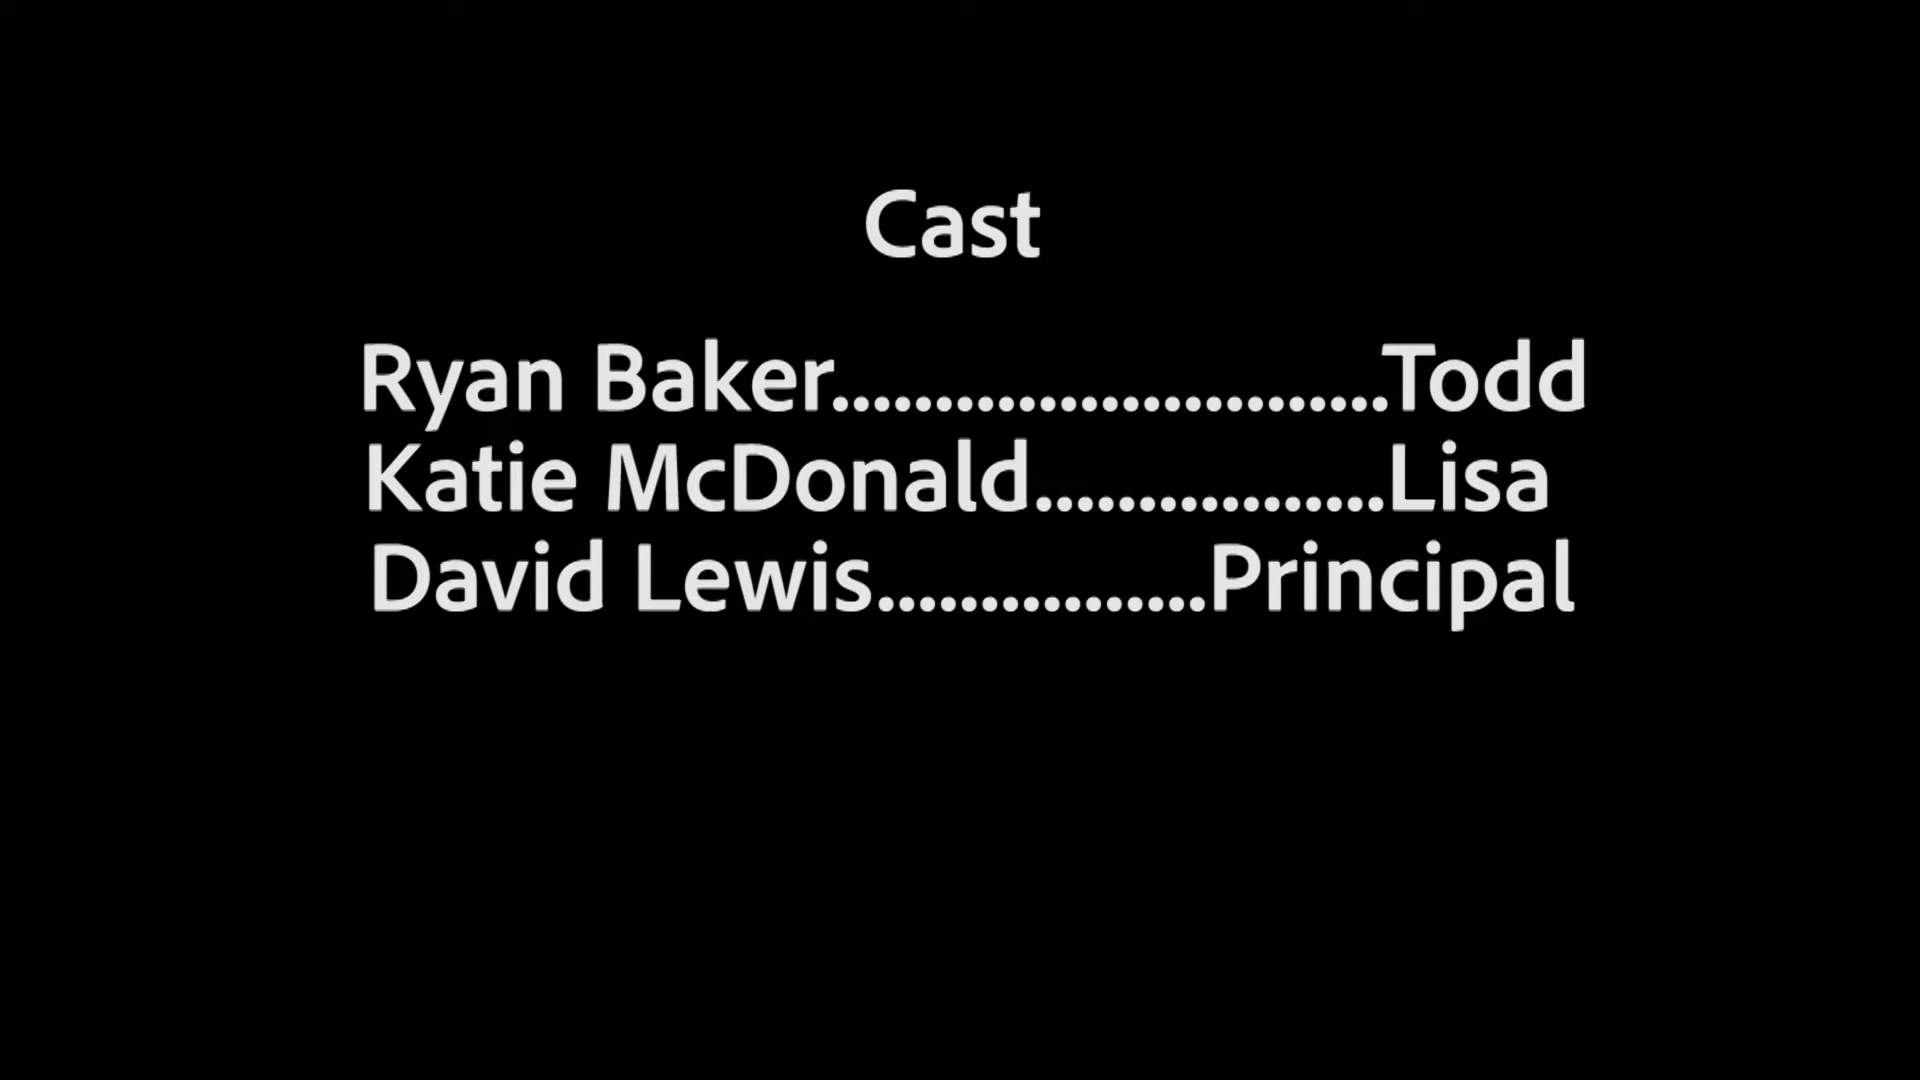 Cast
Ryan Baker...........................Todd
Katie McDonald.................Lisa
David Lewis................Principal